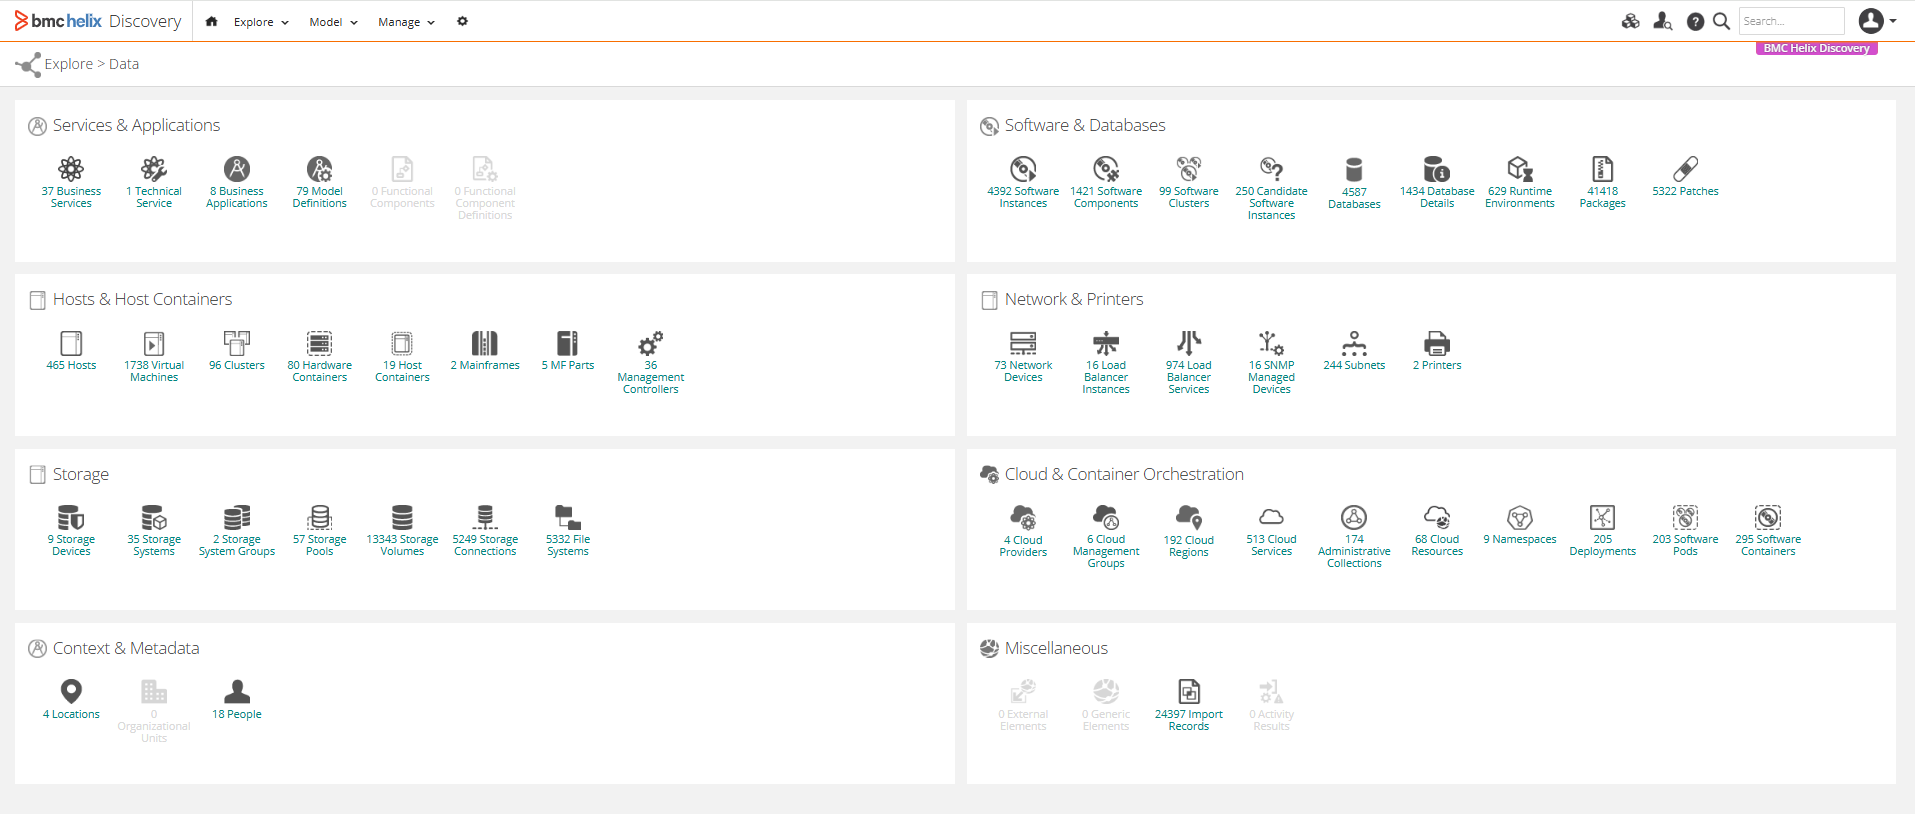 bmc helix Discovery Explore Model Manage Search...
BMC Helix Discovery
Explore > Data
Services & Applications
37 Business
Services
1 Technical
Service
8 Business
Applications
79 Model
Definitions
0 Functional
Components
0 Functional
Component
Definitions
Software & Databases
4392 Software
Instances
1421 Software
Components
99 Software
Clusters
250 Candidate
Software
Instances
4587
Databases
1434 Database
Details
629 Runtime
Environments
41418
Packages
5322 Patches
Hosts & Host Containers
465 Hosts
1738 Virtual
Machines
96 Clusters
80 Hardware
Containers
19 Host
Containers
2 Mainframes
5 MF Parts
36
Management
Controllers
Network & Printers
73 Network
Devices
16 Load
Balancer
Instances
974 Load
Balancer
Services
16 SNMP
Managed
Devices
244 Subnets
2 Printers
Storage
9 Storage
Devices
35 Storage
Systems
2 Storage
System Groups
57 Storage
Pools
13343 Storage
Volumes
5249 Storage
Connections
5332 File
Systems
Cloud & Container Orchestration
4 Cloud
Providers
6 Cloud
Management
Groups
192 Cloud
Regions
513 Cloud
Services
174
Administrative
Collections
68 Cloud
Resources
9 Namespaces
205
Deployments
203 Software
Pods
295 Software
Containers
Context & Metadata
4 Locations
0
Organizational
Units
18 People
Miscellaneous
0 External
Elements
0 Generic
Elements
24397 Import
Records
0 Activity
Results